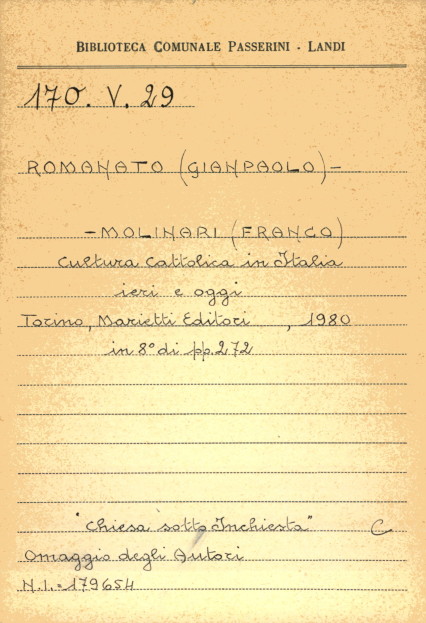 BIBLIOTECA COMUNALE PASSERINI - LANDI
170. V. 29
ROMANATO (GIANPAOLO) -
- MOLINARI (FRANCO)
Cultura Cattolica in Italia
ieri e oggi
Torino, Marietti Editori , 1980
in 8° di pp. 272
"Chiesa sotto Inchiesta" C
Omaggio degli Autori
N.I.=179654